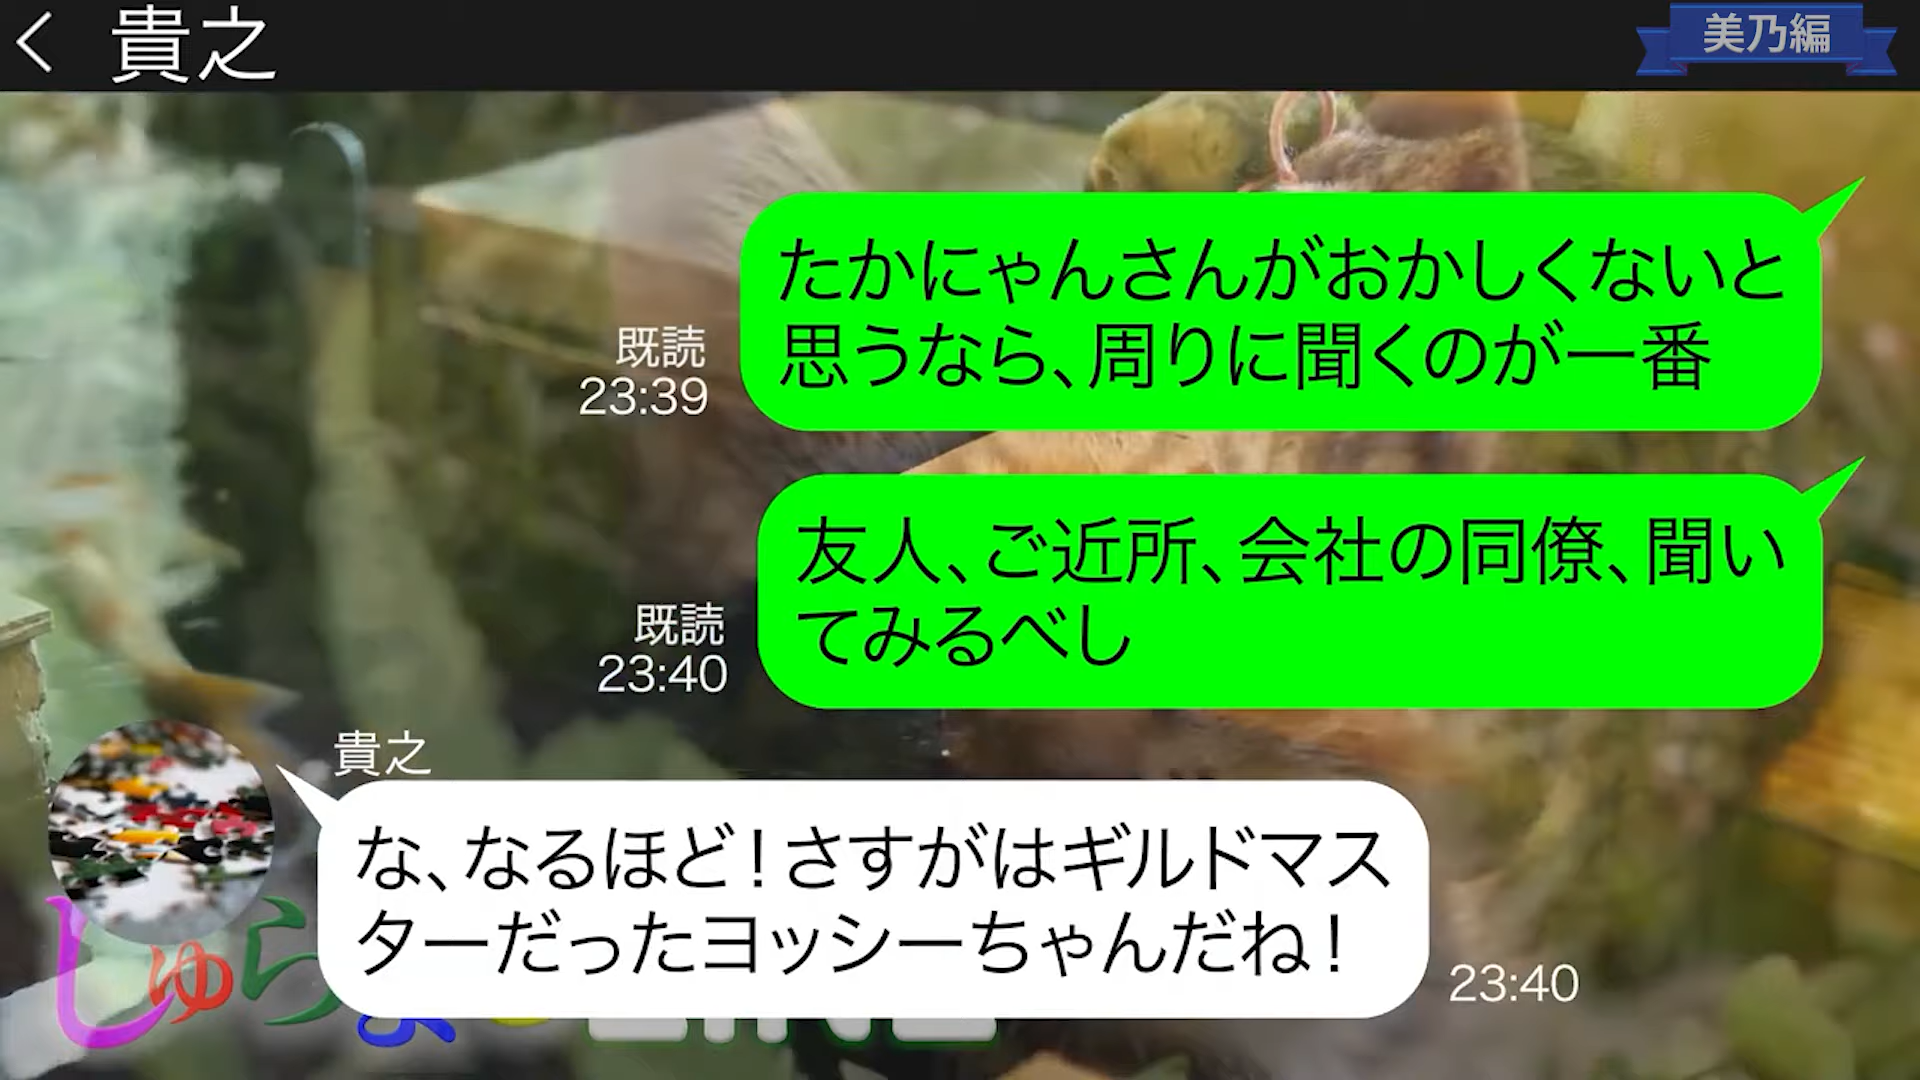 貴之
美乃編
たかにゃんさんがおかしくないと
思うなら、周りに聞くのが一番
既読
23:39
友人、ご近所、会社の同僚、聞い
てみるべし
既読
23:40
貴之
な、なるほど！さすがはギルドマス
ターだったヨッシーちゃんだね！
23:40
しゅら